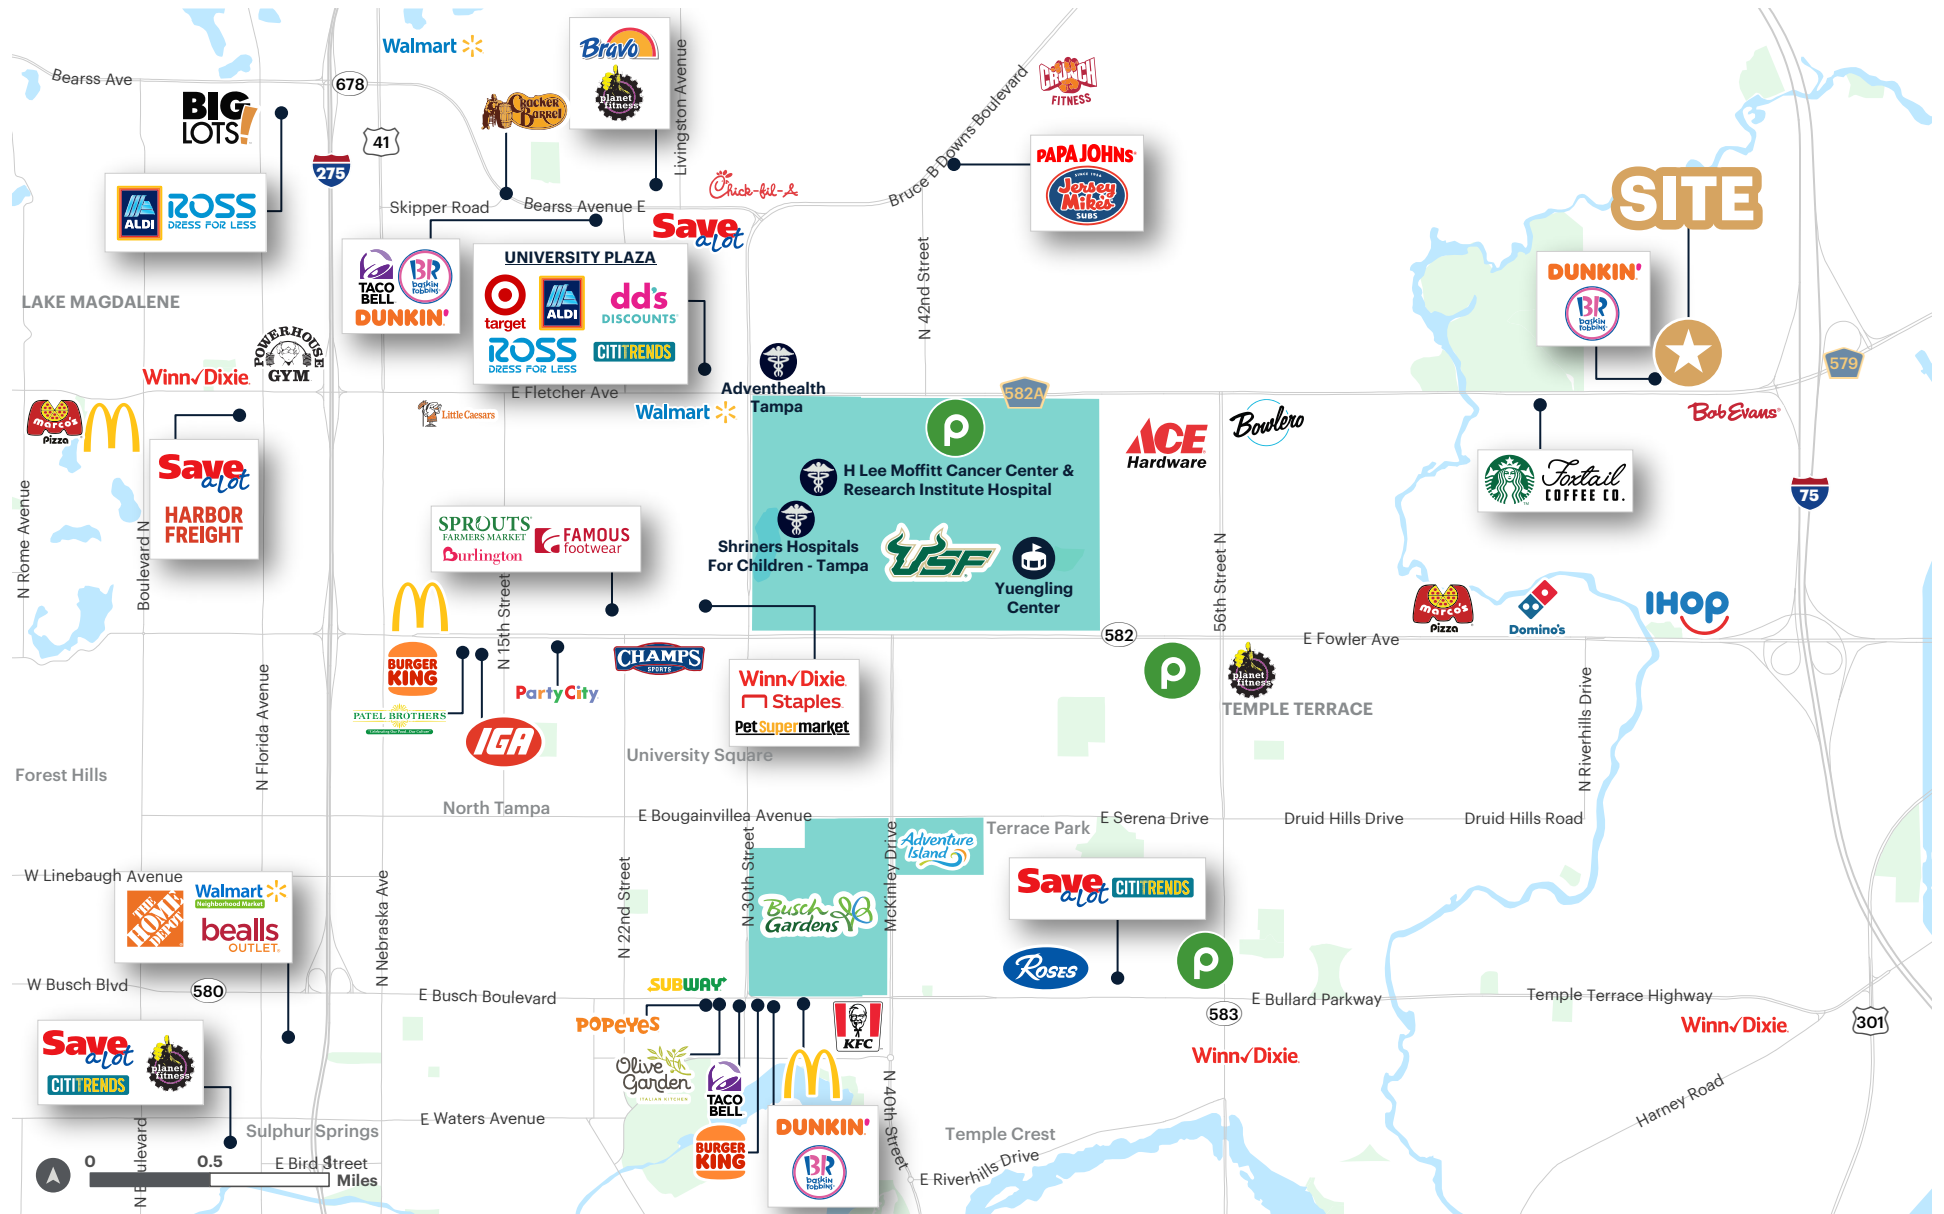 Walmart
Bravo
planet fitness
Bearss Ave
678
Livingston Avenue
CRUNCH
FITNESS
BIG
LOTS!
Cracker
Barrel
41
Bruce B Downs Boulevard
PAPA JOHNS
SINCE 1956
Jersey
Mike's
SUBS
275
ALDI
ROSS
DRESS FOR LESS
Chick-fil-A
Skipper Road
Bearss Avenue E
Save
a lot
SITE
TACO
BELL
BR
baskin
robbins
DUNKIN'
UNIVERSITY PLAZA
target
ALDI
dd's
DISCOUNTS
ROSS
DRESS FOR LESS
CITITRENDS
N 42nd Street
DUNKIN'
BR
baskin
robbins
LAKE MAGDALENE
POWERHOUSE
GYM
Winn✓Dixie
579
Adventhealth
Tampa
582A
E Fletcher Ave
Marco's
Pizza
Little Caesars
Walmart
ACE
Hardware
Bowlero
Bob Evans
Save
a lot
HARBOR
FREIGHT
H Lee Moffitt Cancer Center &
Research Institute Hospital
Foxtail
COFFEE CO.
75
N Rome Avenue
Boulevard N
SPROUTS
FARMERS MARKET
Burlington
FAMOUS
footwear
Shriners Hospitals
For Children - Tampa
USF
Yuengling
Center
56th Street N
N 15th Street
Marco's
Pizza
Domino's
IHOP
582
E Fowler Ave
BURGER
KING
CHAMPS
SPORTS
planet
fitness
Winn✓Dixie
Staples
PetSupermarket
PartyCity
PATEL BROTHERS
IGA
TEMPLE TERRACE
N Florida Avenue
N Riverhills Drive
University Square
Forest Hills
North Tampa
E Bougainvillea Avenue
Terrace Park
E Serena Drive
Druid Hills Drive
Druid Hills Road
Adventure
Island
McKinley Drive
N 30th Street
W Linebaugh Avenue
THE
HOME
DEPOT
Walmart
Neighborhood Market
bealls
OUTLET
N Nebraska Ave
N 22nd Street
Busch
Gardens
Save
a lot
CITITRENDS
ROSES
W Busch Blvd
580
E Busch Boulevard
SUBWAY
E Bullard Parkway
Temple Terrace Highway
583
301
POPEYES
KFC
Winn✓Dixie
Winn✓Dixie
Save
a lot
CITITRENDS
planet
fitness
Olive
Garden
ITALIAN KITCHEN
TACO
BELL
N 40th Street
Harney Road
E Waters Avenue
Sulphur Springs
BURGER
KING
DUNKIN'
BR
baskin
robbins
Temple Crest
E Riverhills Drive
N Boulevard
E Bird Street
0 0.5 1
Miles